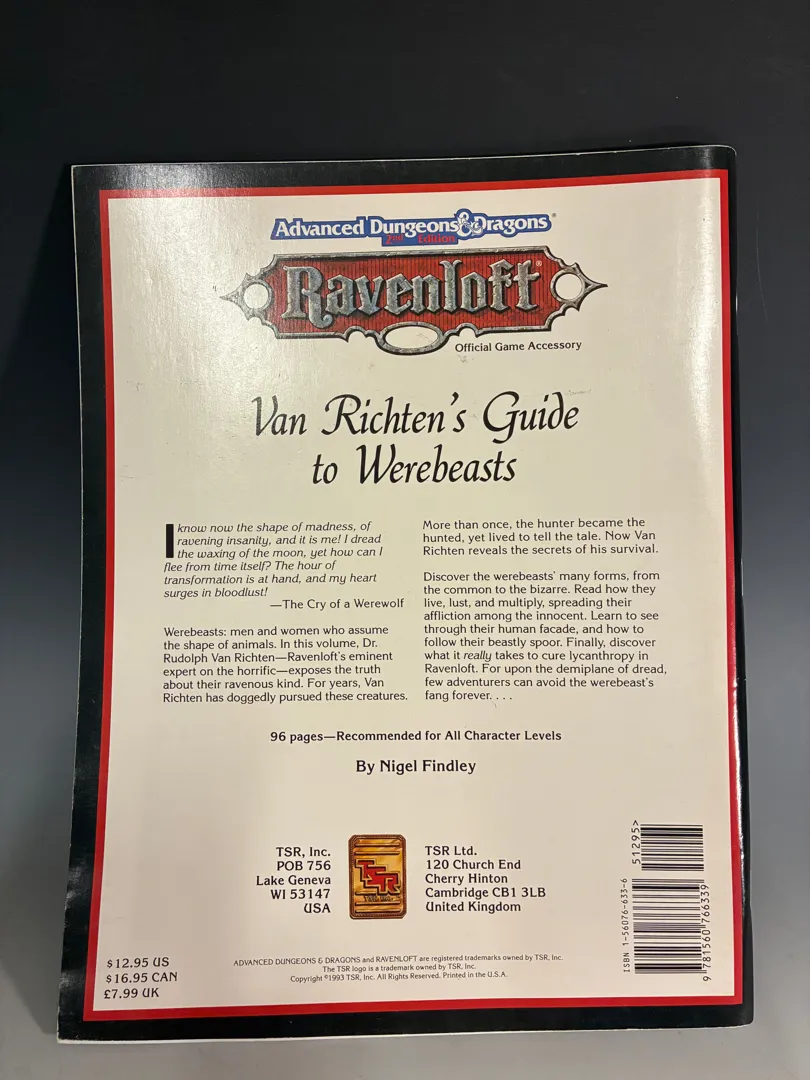 Advanced Dungeons & Dragons®
2nd Edition
Ravenloft®
Official Game Accessory
Van Richten's Guide
to Werebeasts
I know now the shape of madness, of
ravening insanity, and it is me! I dread
the waxing of the moon, yet how can I
flee from time itself? The hour of
transformation is at hand, and my heart
surges in bloodlust!
—The Cry of a Werewolf
Werebeasts: men and women who assume
the shape of animals. In this volume, Dr.
Rudolph Van Richten—Ravenloft's eminent
expert on the horrific—exposes the truth
about their ravenous kind. For years, Van
Richten has doggedly pursued these creatures.
More than once, the hunter became the
hunted, yet lived to tell the tale. Now Van
Richten reveals the secrets of his survival.
Discover the werebeasts' many forms, from
the common to the bizarre. Read how they
live, lust, and multiply, spreading their
affliction among the innocent. Learn to see
through their human facade, and how to
follow their beastly spoor. Finally, discover
what it really takes to cure lycanthropy in
Ravenloft. For upon the demiplane of dread,
few adventurers can avoid the werebeast's
fang forever. . . .
96 pages—Recommended for All Character Levels
By Nigel Findley
TSR, Inc.
POB 756
Lake Geneva
WI 53147
USA
TSR
TSR Ltd.
120 Church End
Cherry Hinton
Cambridge CB1 3LB
United Kingdom
$12.95 US
$16.95 CAN
£7.99 UK
ADVANCED DUNGEONS & DRAGONS and RAVENLOFT are registered trademarks owned by TSR, Inc.
The TSR logo is a trademark owned by TSR, Inc.
Copyright ©1993 TSR, Inc. All Rights Reserved. Printed in the U.S.A.
51295>
ISBN 1-56076-633-6
9 781560 766339